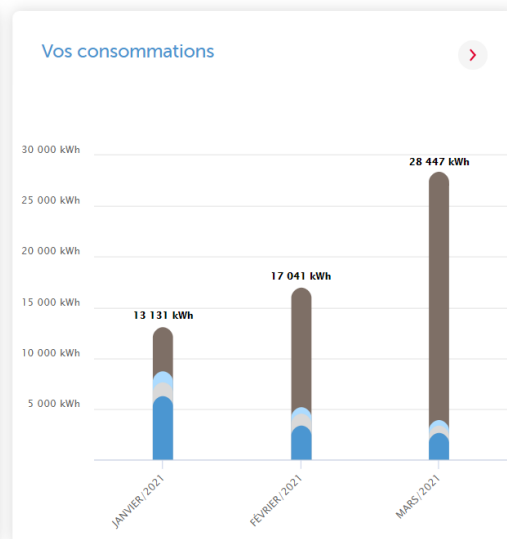 Vos consommations
30 000 kWh
28 447 kWh
25 000 kWh
20 000 kWh
17 041 kWh
15 000 kWh
13 131 kWh
10 000 kWh
5 000 kWh
JANVIER/2021
FÉVRIER/2021
MARS/2021